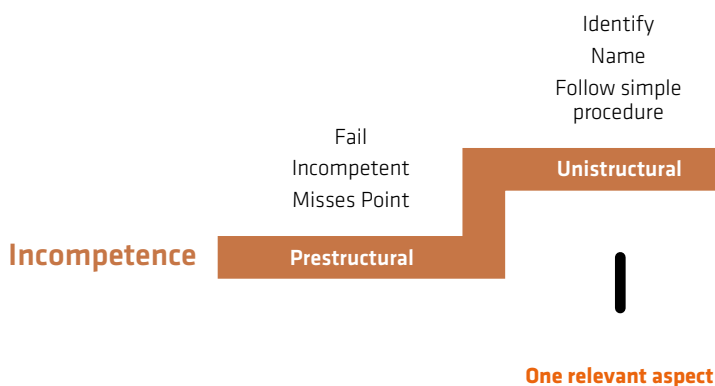 Identify
Name
Follow simple
procedure
Fail
Incompetent
Misses Point
Unistructural
Incompetence
Prestructural
One relevant aspect